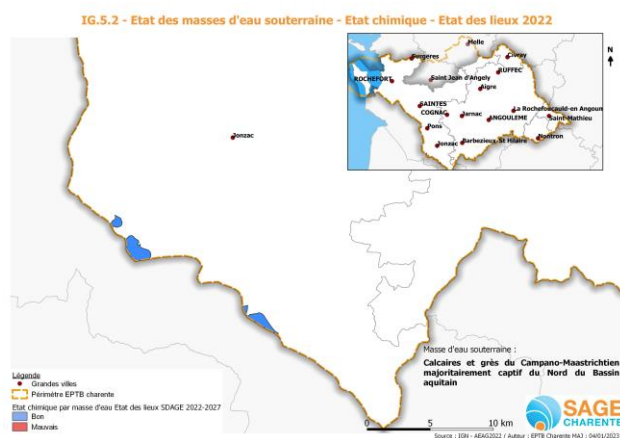 IG.5.2 - Etat des masses d'eau souterraine - Etat chimique - Etat des lieux 2022
Melle
Surgeres
Civray
N
ROCHEFORT
RUFFEC
Saint Jean d'Angely
Aigre
SAINTES
La Rochefoucauld-en-Angoun
COGNAC
Jarnac
Saint-Mathieu
ANGOULEME
Pons
Nontron
Jonzac
Barbezieux-St Hilaire
Jonzac
Masse d'eau souterraine :
Calcaires et grès du Campano-Maastrichtien
majoritairement captif du Nord du Bassin
aquitain
Légende
Grandes villes
Périmètre EPTB charente
Etat chimique par masse d'eau Etat des lieux SDAGE 2022-2027
Bon
Mauvais
0 5 10 km
SAGE
CHARENTE
Source : IGN - AEAG2022 / Auteur : EPTB Charente MAJ : 04/01/2023